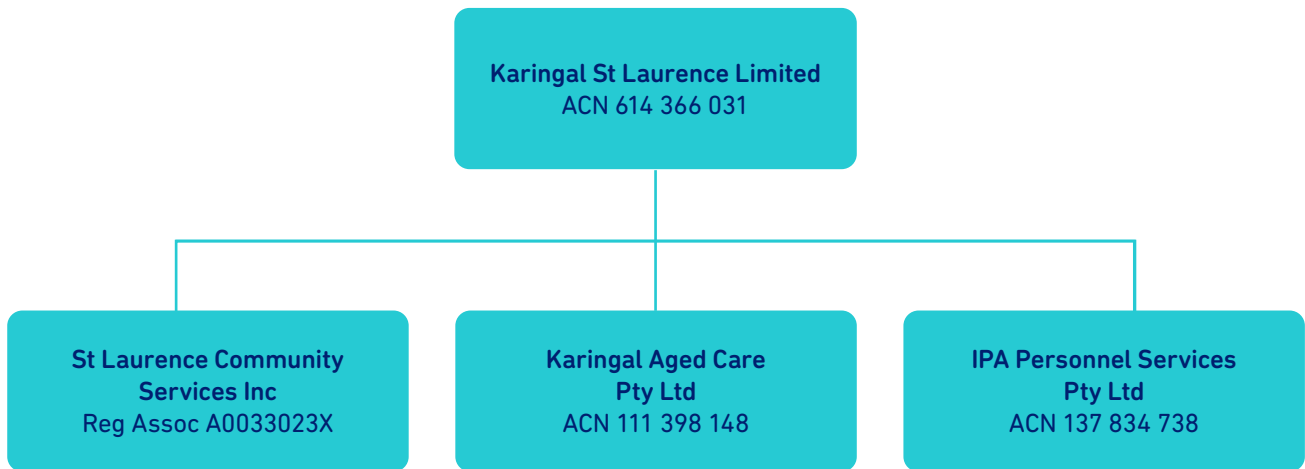 Karingal St Laurence Limited
ACN 614 366 031
St Laurence Community
Services Inc
Reg Assoc A0033023X
Karingal Aged Care
Pty Ltd
ACN 111 398 148
IPA Personnel Services
Pty Ltd
ACN 137 834 738